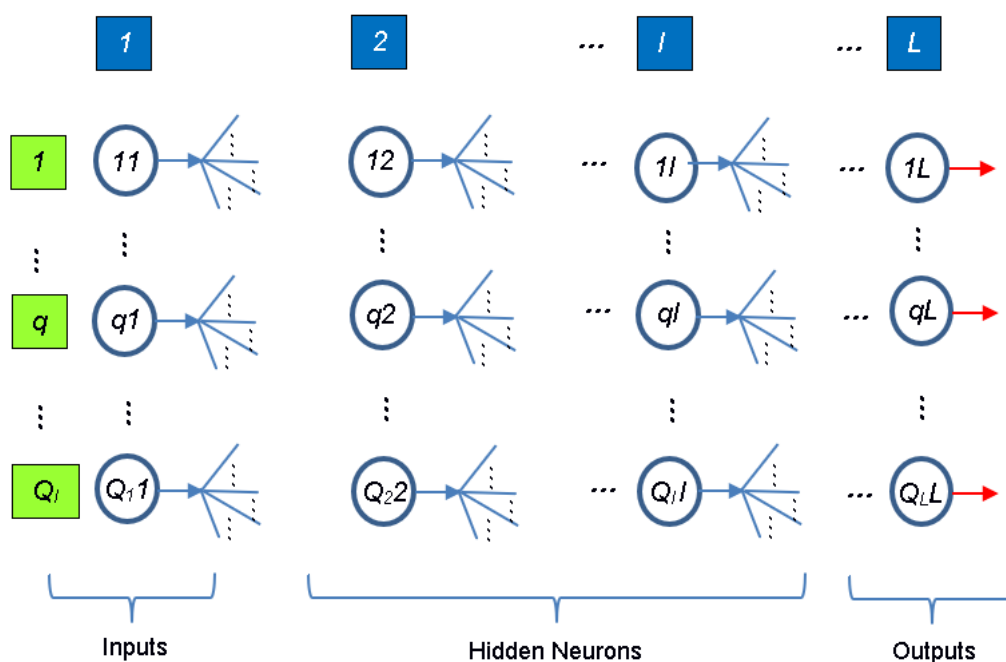 1 2 ... l ... L
1 11 12 ... 1l ... 1L
q q1 q2 ... ql ... qL
Qₗ Q₁1 Q₂2 ... Qₗl ... Q_LL
Inputs Hidden Neurons Outputs